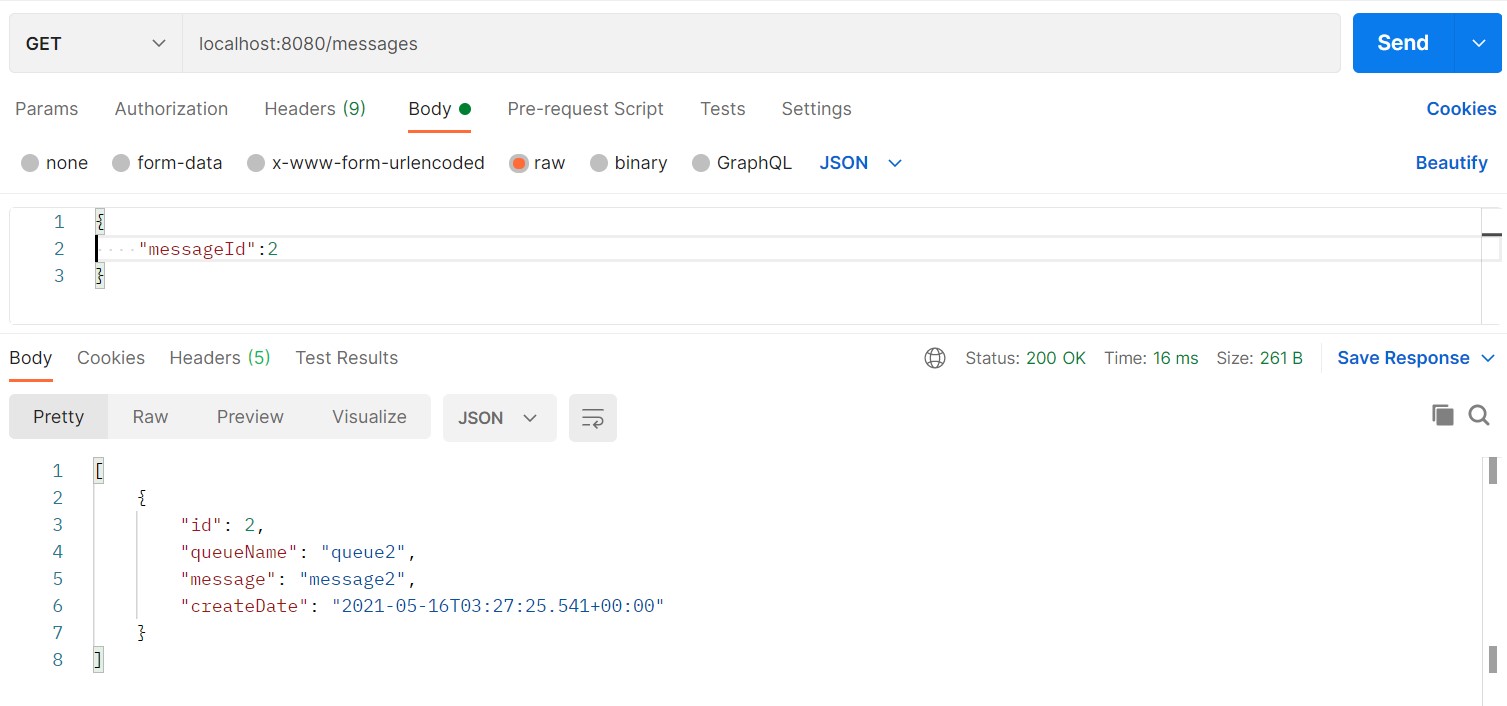 GET localhost:8080/messages Send
Params Authorization Headers (9) Body Pre-request Script Tests Settings Cookies
none form-data x-www-form-urlencoded raw binary GraphQL JSON Beautify
1 {
2 "messageId":2
3 }
Body Cookies Headers (5) Test Results Status: 200 OK Time: 16 ms Size: 261 B Save Response
Pretty Raw Preview Visualize JSON
1 [
2 {
3 "id": 2,
4 "queueName": "queue2",
5 "message": "message2",
6 "createDate": "2021-05-16T03:27:25.541+00:00"
7 }
8 ]